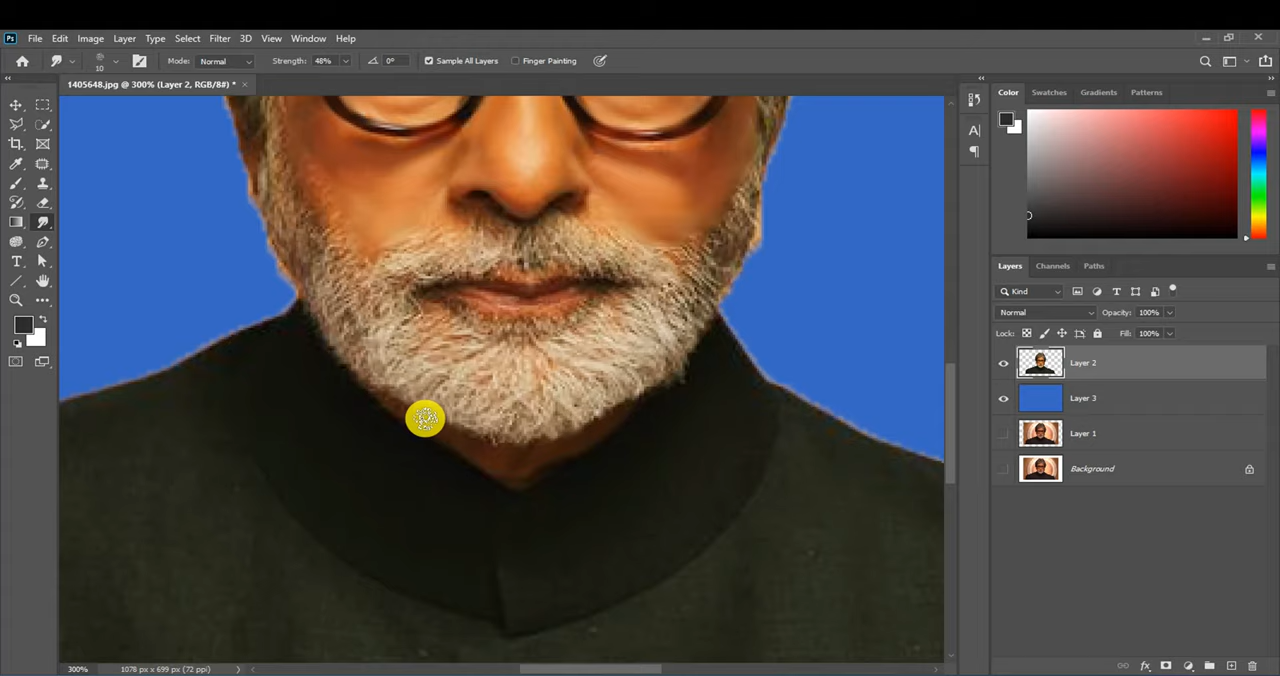 Ps File Edit Image Layer Type Select Filter 3D View Window Help
10 Mode: Normal Strength: 48% 0° Sample All Layers Finger Painting
1405648.jpg @ 300% (Layer 2, RGB/8#) *
Color Swatches Gradients Patterns
Layers Channels Paths
Kind
Normal Opacity: 100%
Lock: Fill: 100%
Layer 2
Layer 3
Layer 1
Background
300% 1078 px x 699 px (72 ppi)